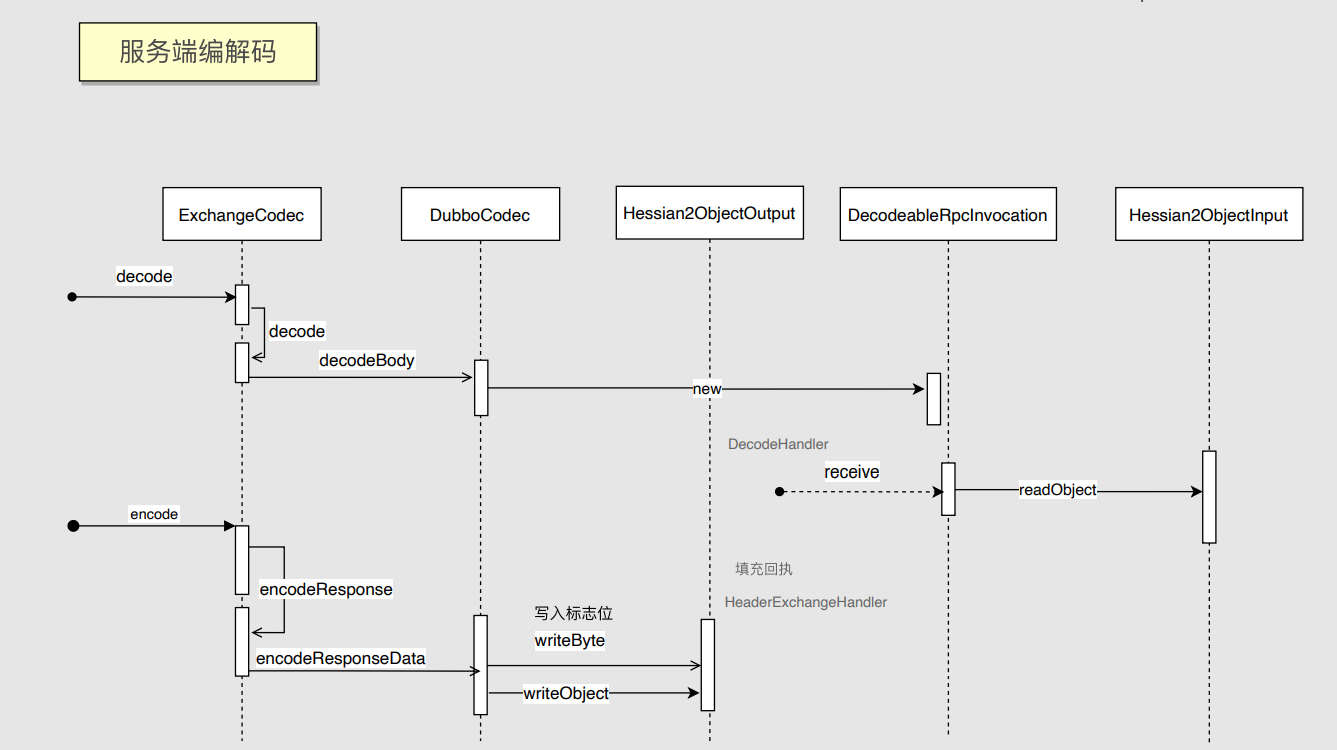 服务端编解码
ExchangeCodec
DubboCodec
Hessian2ObjectOutput
DecodeableRpcInvocation
Hessian2ObjectInput
decode
decode
decodeBody
new
DecodeHandler
receive
readObject
encode
填充回执
encodeResponse
HeaderExchangeHandler
写入标志位
writeByte
encodeResponseData
writeObject